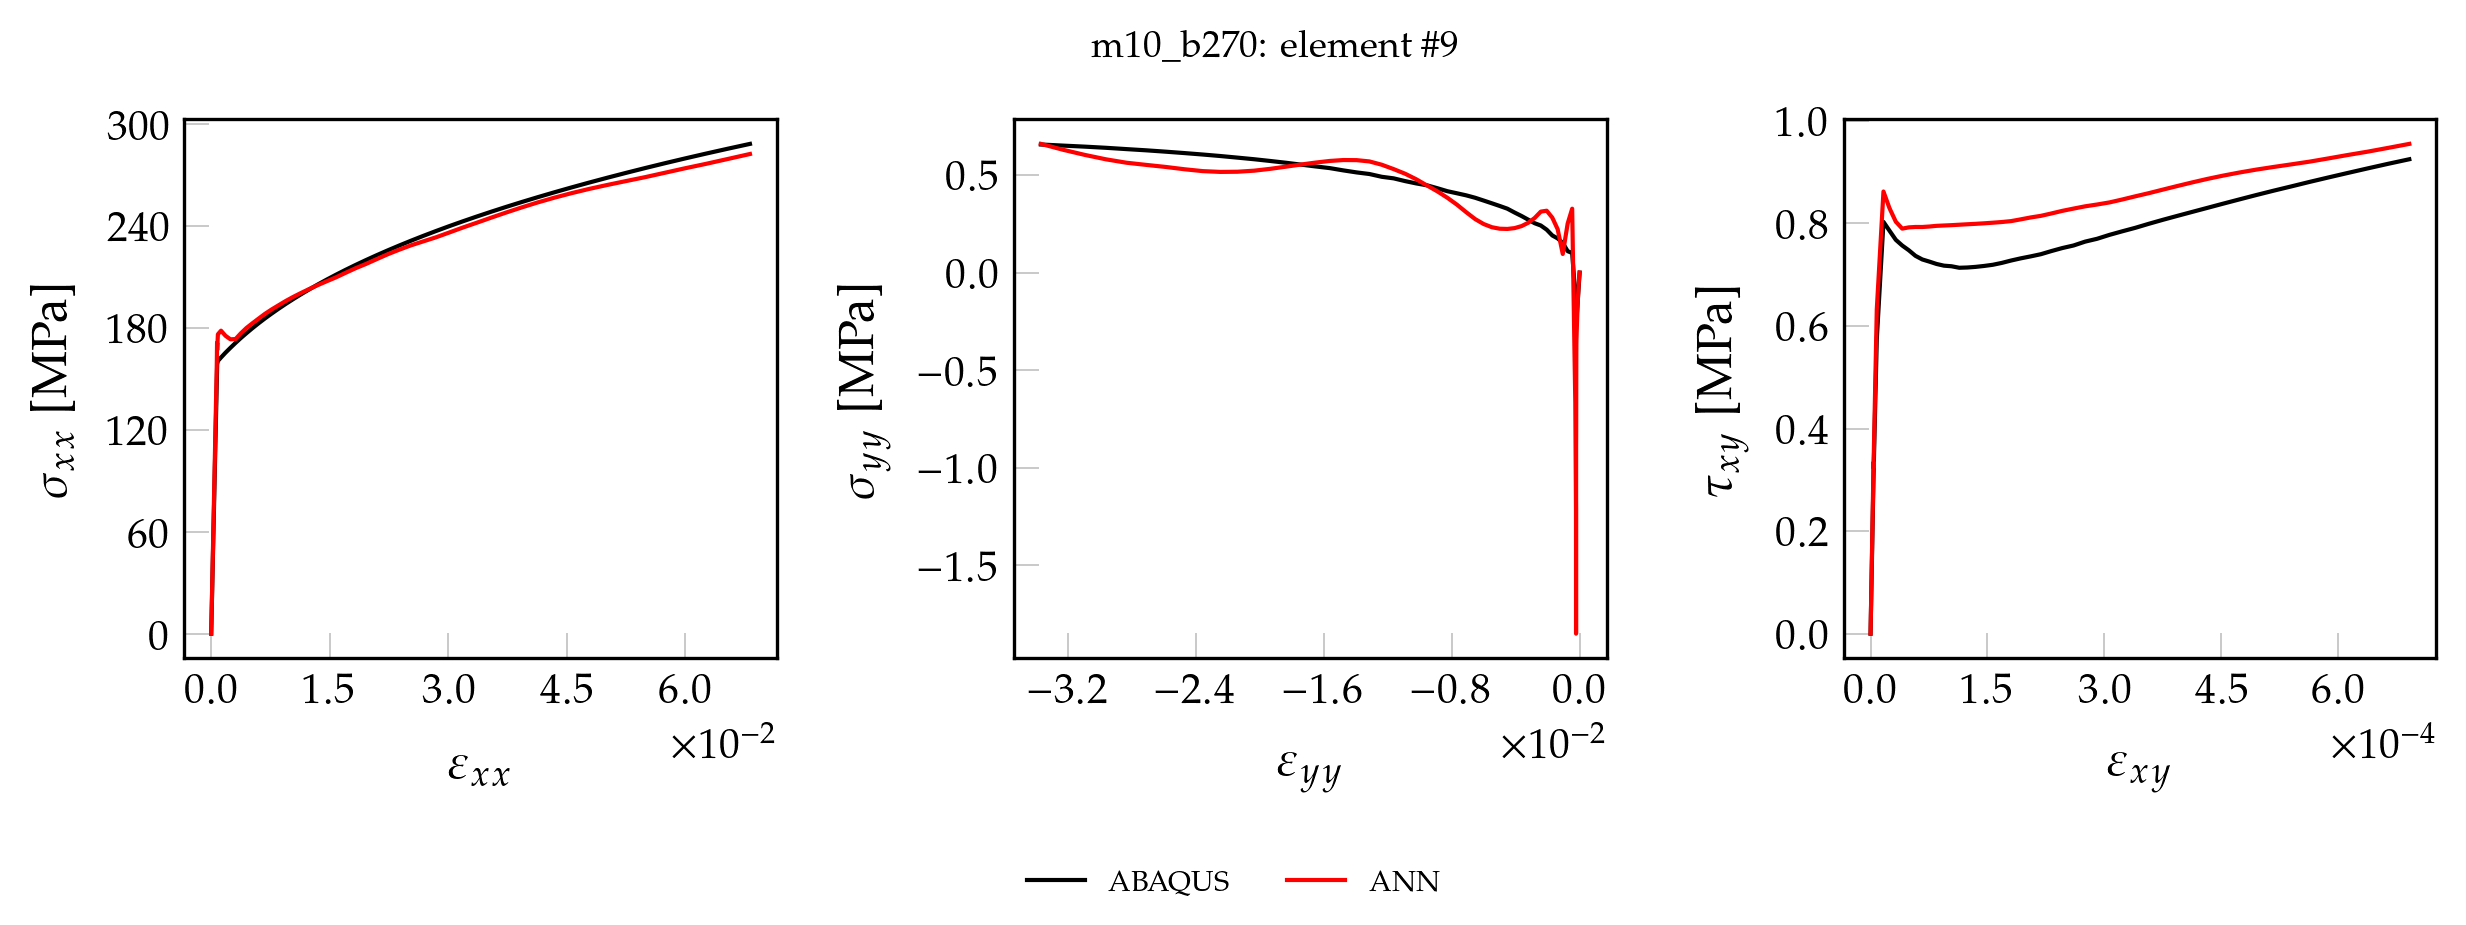 m10_b270: element #9
σxx [MPa]
300
240
180
120
60
0
0.0 1.5 3.0 4.5 6.0
×10−2
εxx
σyy [MPa]
0.5
0.0
−0.5
−1.0
−1.5
−3.2 −2.4 −1.6 −0.8 0.0
×10−2
εyy
τxy [MPa]
1.0
0.8
0.6
0.4
0.2
0.0
0.0 1.5 3.0 4.5 6.0
×10−4
εxy
ABAQUS ANN